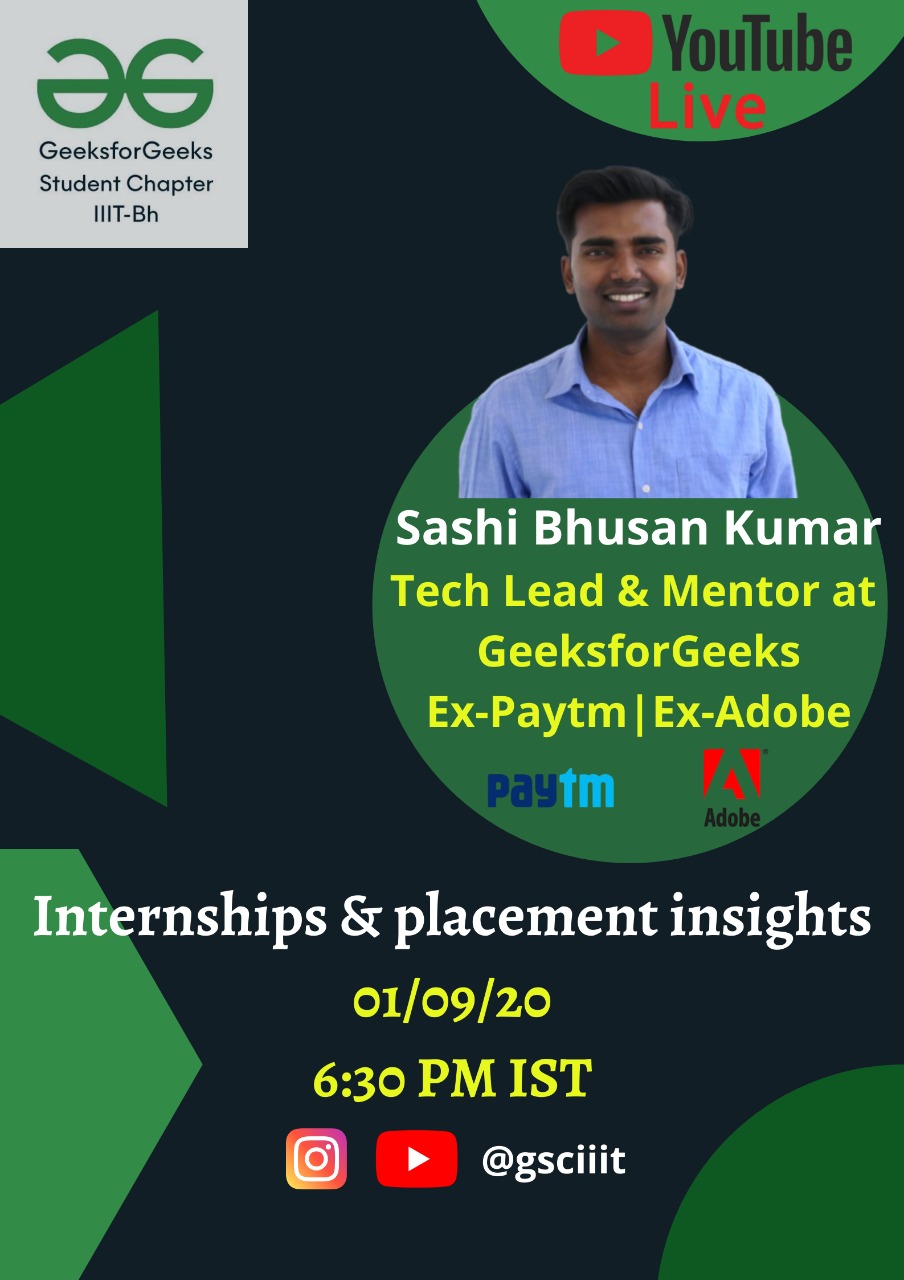 GeeksforGeeks
Student Chapter
IIIT-Bh
YouTube
Live
Sashi Bhusan Kumar
Tech Lead & Mentor at
GeeksforGeeks
Ex-Paytm|Ex-Adobe
paytm
Adobe
Internships & placement insights
01/09/20
6:30 PM IST
@gsciiit